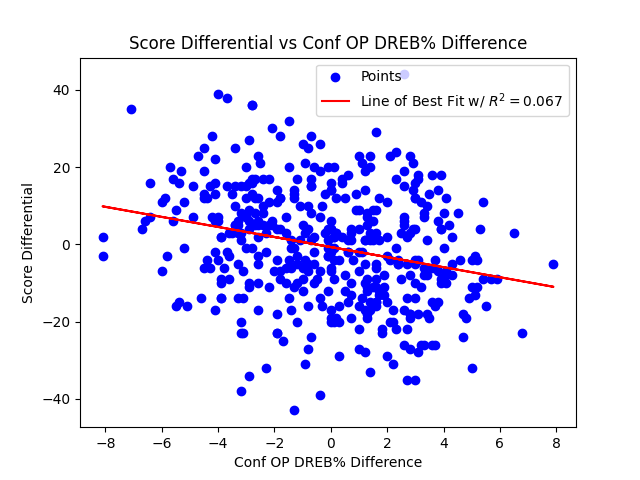 Score Differential vs Conf OP DREB% Difference
Points
Line of Best Fit w/ R² = 0.067
40
20
0
−20
−40
Score Differential
−8 −6 −4 −2 0 2 4 6 8
Conf OP DREB% Difference